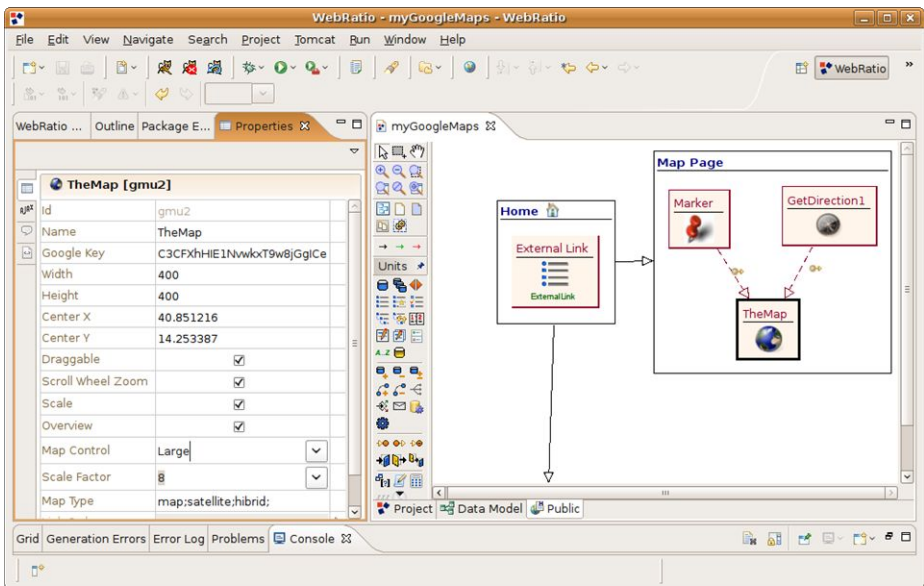 WebRatio - myGoogleMaps - WebRatio
File Edit View Navigate Search Project Tomcat Run Window Help
WebRatio
WebRatio ... Outline Package E... Properties
myGoogleMaps
TheMap [gmu2]
Id gmu2
Name TheMap
Google Key C3CFXhHIE1NvwkxT9w8jGgICe
Width 400
Height 400
Center X 40.851216
Center Y 14.253387
Draggable
Scroll Wheel Zoom
Scale
Overview
Map Control Large
Scale Factor 8
Map Type map;satellite;hibrid;
Units
A..Z
Home
External Link
ExternalLink
Map Page
Marker
GetDirection1
TheMap
Project Data Model Public
Grid Generation Errors Error Log Problems Console